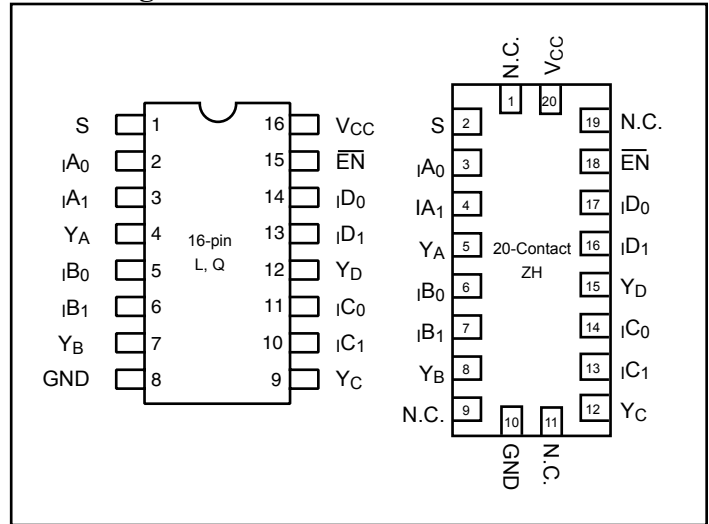 S 1 16 VCC
IA0 2 15 EN
IA1 3 14 ID0
YA 4 13 ID1
16-pin
L, Q
IB0 5 12 YD
IB1 6 11 IC0
YB 7 10 IC1
GND 8 9 YC
N.C. VCC
1 20
S 2 19 N.C.
IA0 3 18 EN
IA1 4 17 ID0
YA 5 16 ID1
20-Contact
ZH
IB0 6 15 YD
IB1 7 14 IC0
YB 8 13 IC1
N.C. 9 12 YC
10 11
GND N.C.